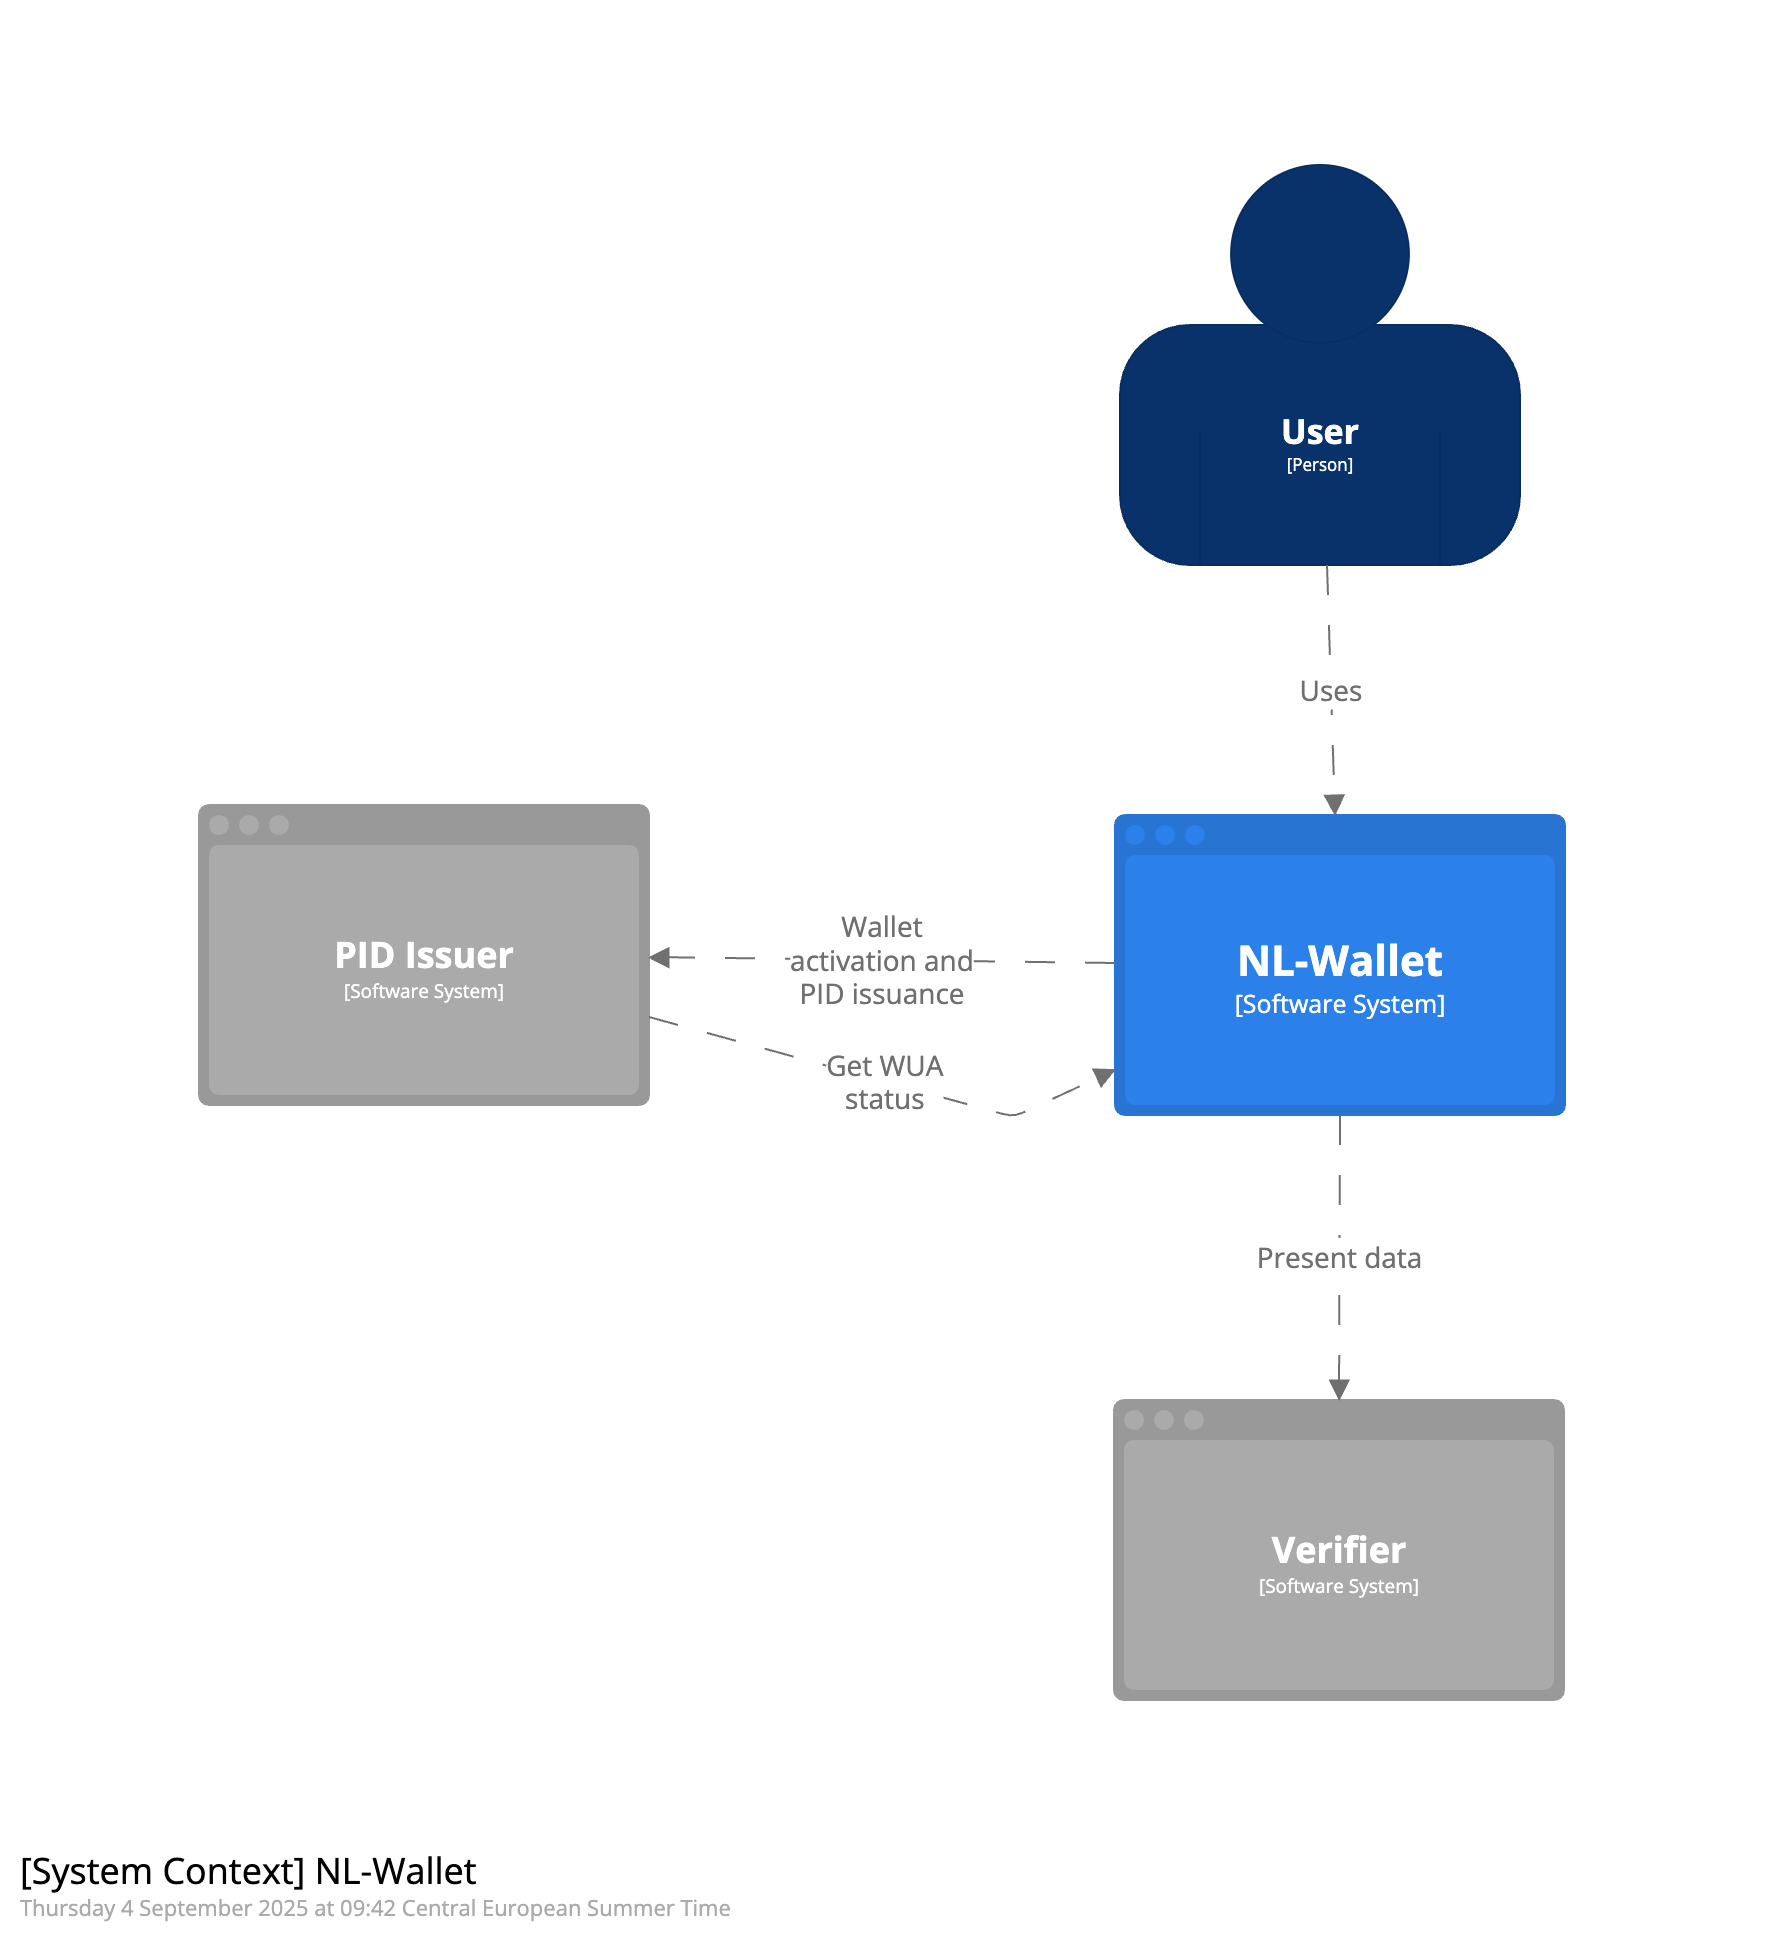 User
[Person]
Uses
PID Issuer
[Software System]
Wallet
activation and
PID issuance
Get WUA
status
NL-Wallet
[Software System]
Present data
Verifier
[Software System]
[System Context] NL-Wallet
Thursday 4 September 2025 at 09:42 Central European Summer Time